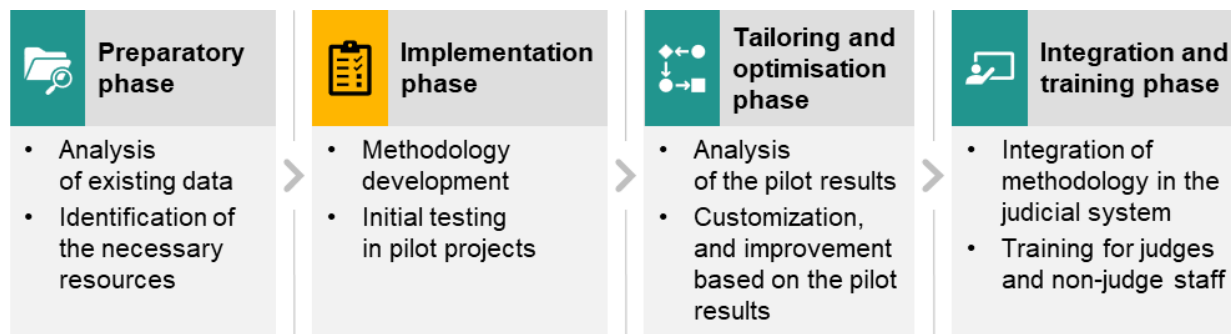 Preparatory
phase
• Analysis
of existing data
• Identification of
the necessary
resources
Implementation
phase
• Methodology
development
• Initial testing
in pilot projects
Tailoring and
optimisation
phase
• Analysis
of the pilot results
• Customization,
and improvement
based on the pilot
results
Integration and
training phase
• Integration of
methodology in the
judicial system
• Training for judges
and non-judge staff